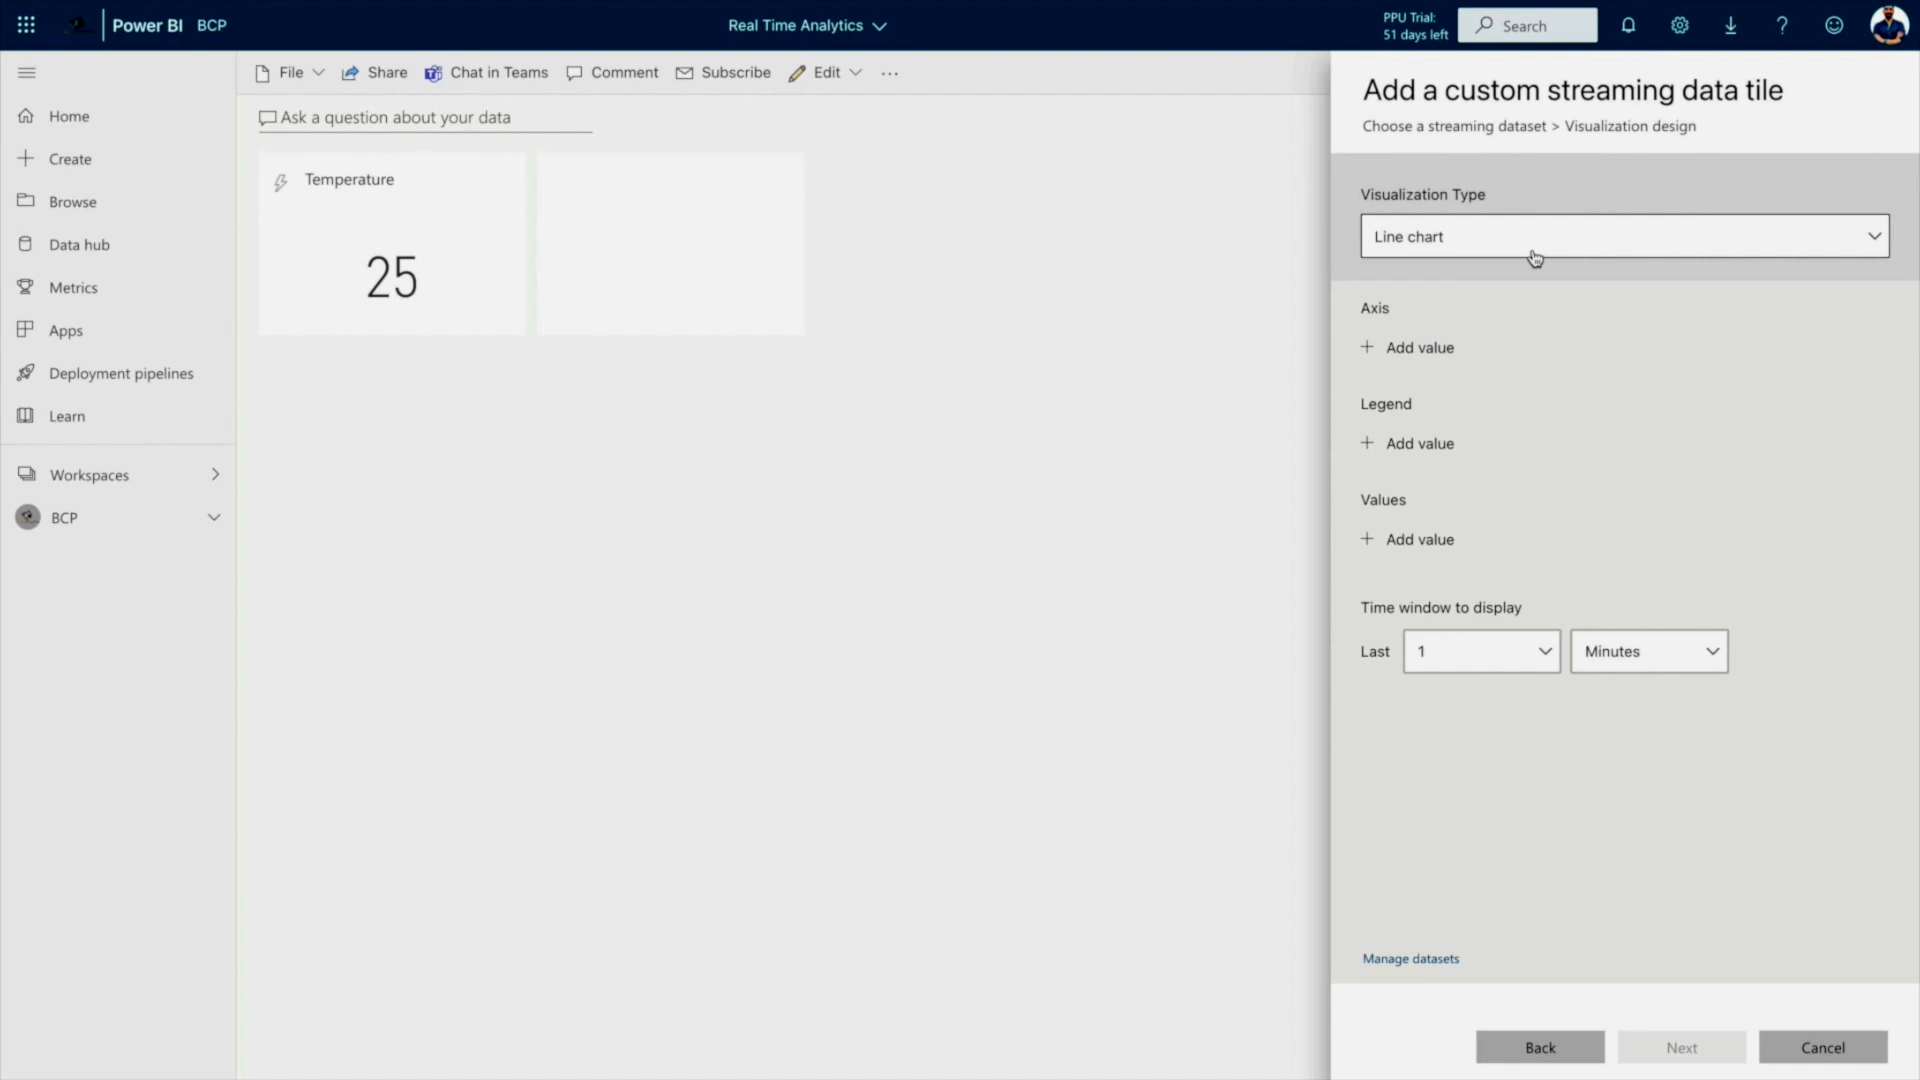 Power BI BCP
Real Time Analytics
PPU Trial:
51 days left
Search
File Share Chat in Teams Comment Subscribe Edit ...
Home
Create
Browse
Data hub
Metrics
Apps
Deployment pipelines
Learn
Workspaces
BCP
Ask a question about your data
Temperature
25
Add a custom streaming data tile
Choose a streaming dataset > Visualization design
Visualization Type
Line chart
Axis
+ Add value
Legend
+ Add value
Values
+ Add value
Time window to display
Last 1 Minutes
Manage datasets
Back Next Cancel